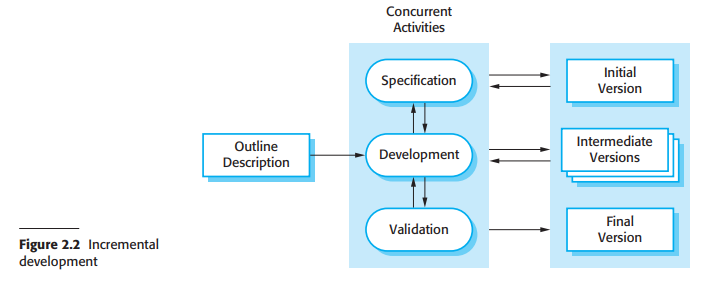 Concurrent
Activities
Specification
Initial
Version
Outline
Description
Development
Intermediate
Versions
Validation
Final
Version
Figure 2.2 Incremental
development